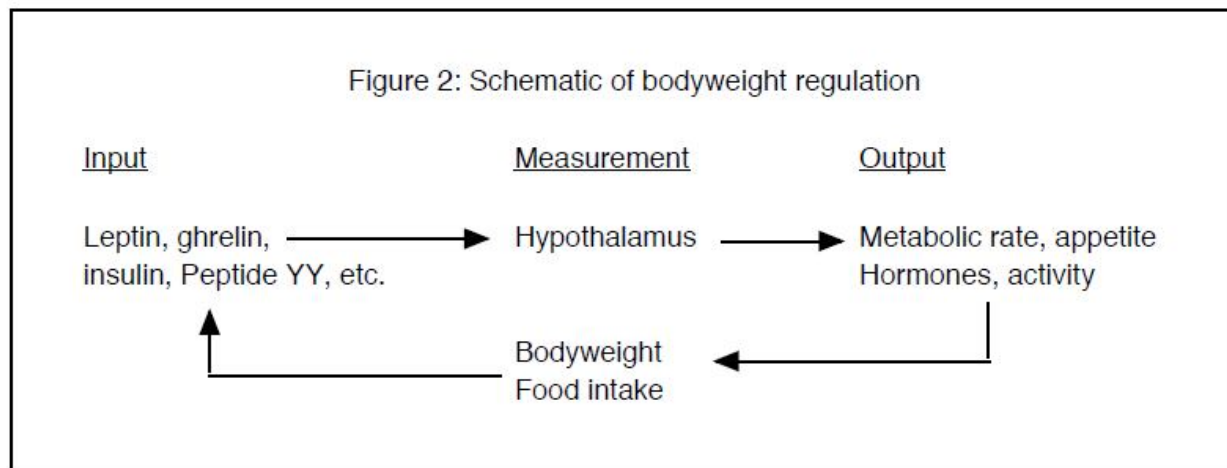 Figure 2: Schematic of bodyweight regulation
Input
Measurement
Output
Leptin, ghrelin,
insulin, Peptide YY, etc.
Hypothalamus
Metabolic rate, appetite
Hormones, activity
Bodyweight
Food intake